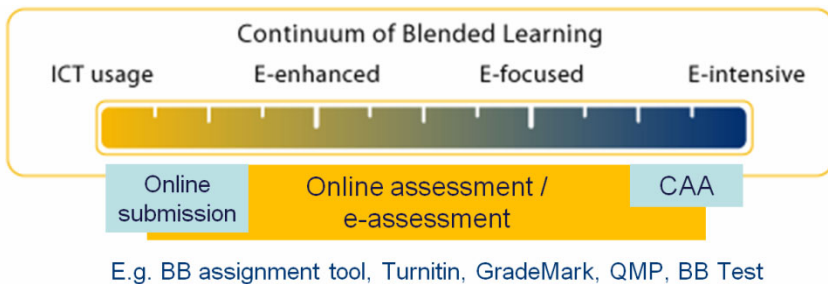 Continuum of Blended Learning
ICT usage E-enhanced E-focused E-intensive
Online submission
Online assessment /
e-assessment
CAA
E.g. BB assignment tool, Turnitin, GradeMark, QMP, BB Test